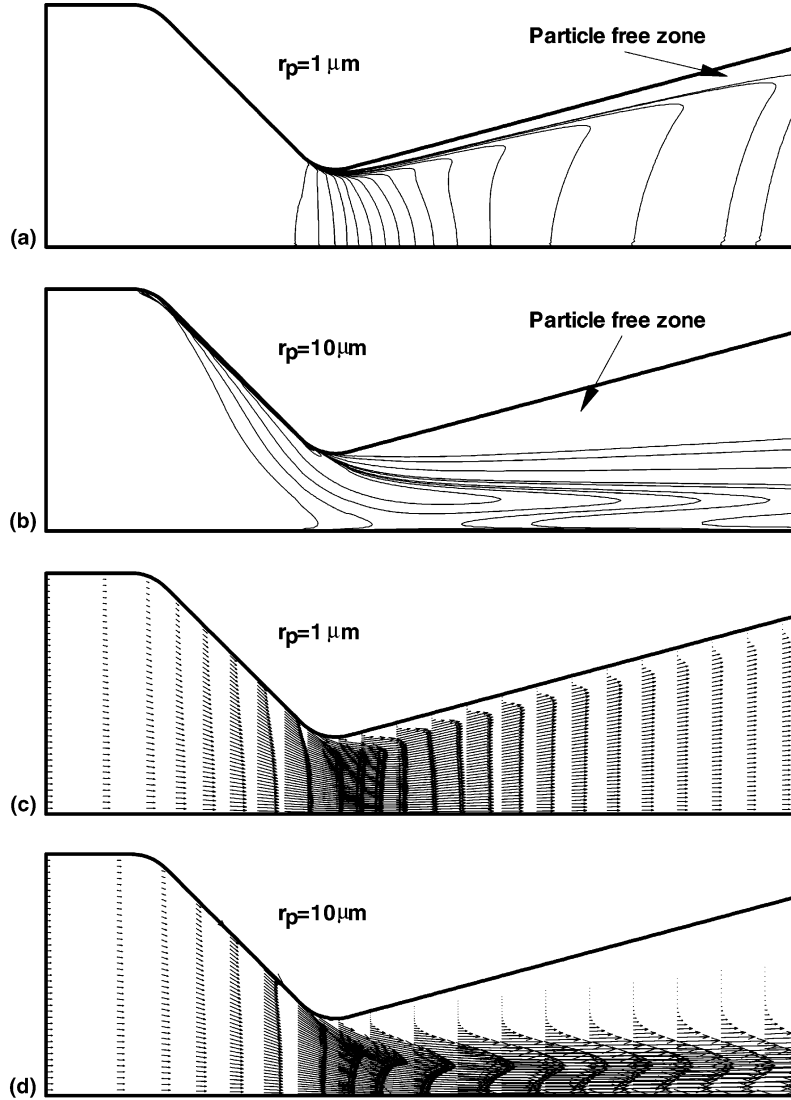 Particle free zone
rp=1 μm
(a)
Particle free zone
rp=10μm
(b)
rp=1 μm
(c)
rp=10μm
(d)